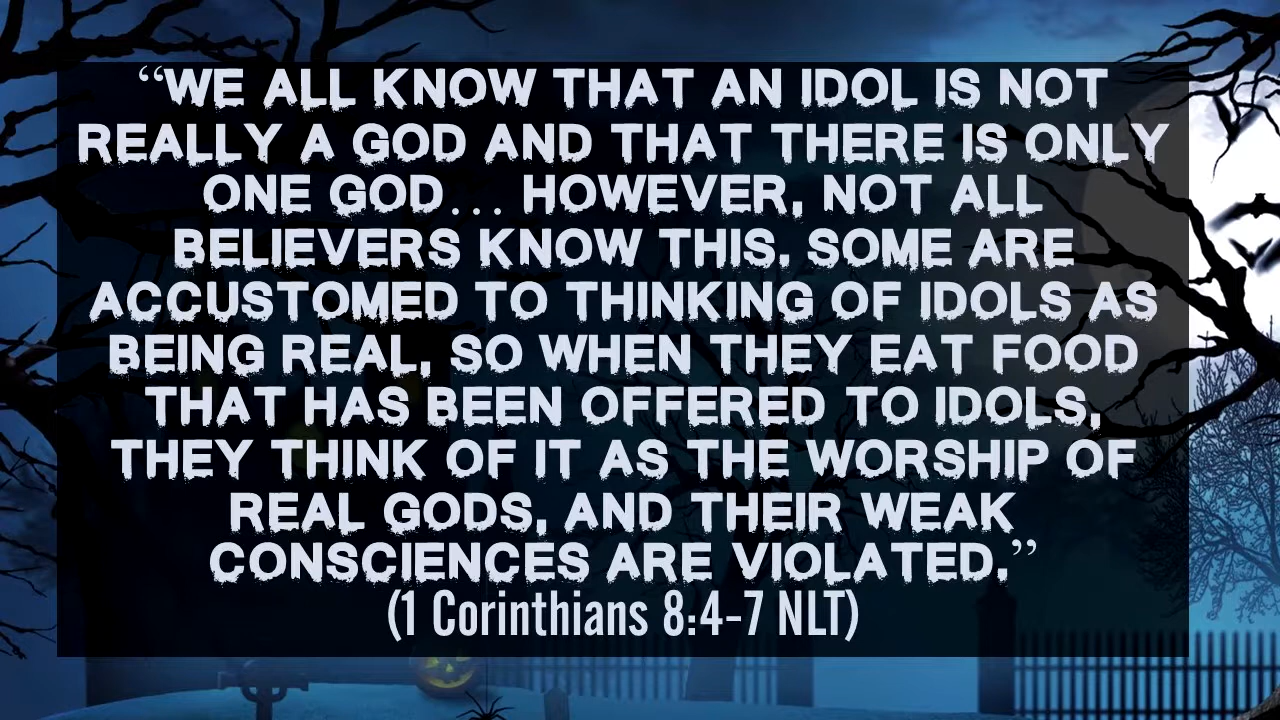 “WE ALL KNOW THAT AN IDOL IS NOT
REALLY A GOD AND THAT THERE IS ONLY
ONE GOD... HOWEVER, NOT ALL
BELIEVERS KNOW THIS. SOME ARE
ACCUSTOMED TO THINKING OF IDOLS AS
BEING REAL, SO WHEN THEY EAT FOOD
THAT HAS BEEN OFFERED TO IDOLS,
THEY THINK OF IT AS THE WORSHIP OF
REAL GODS, AND THEIR WEAK
CONSCIENCES ARE VIOLATED.”
(1 Corinthians 8:4-7 NLT)